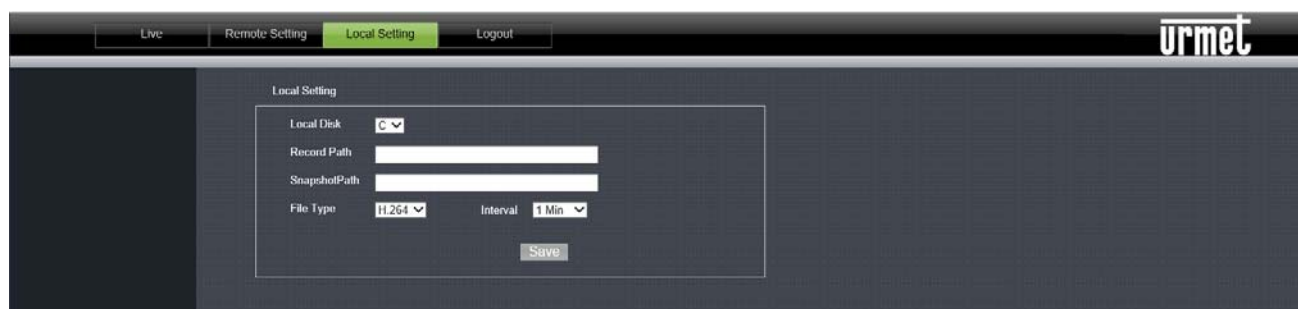 Live Remote Setting Local Setting Logout urmet
Local Setting
Local Disk C
Record Path
SnapshotPath
File Type H.264 Interval 1 Min
Save